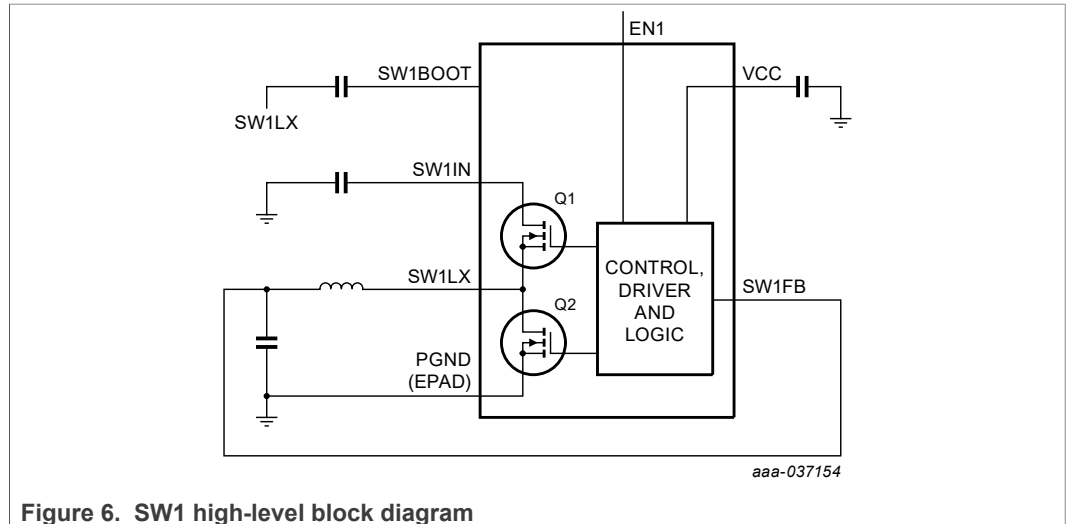 EN1
SW1BOOT
VCC
SW1LX
SW1IN
Q1
SW1LX
CONTROL,
DRIVER
AND
LOGIC
SW1FB
Q2
PGND
(EPAD)
aaa-037154
Figure 6. SW1 high-level block diagram